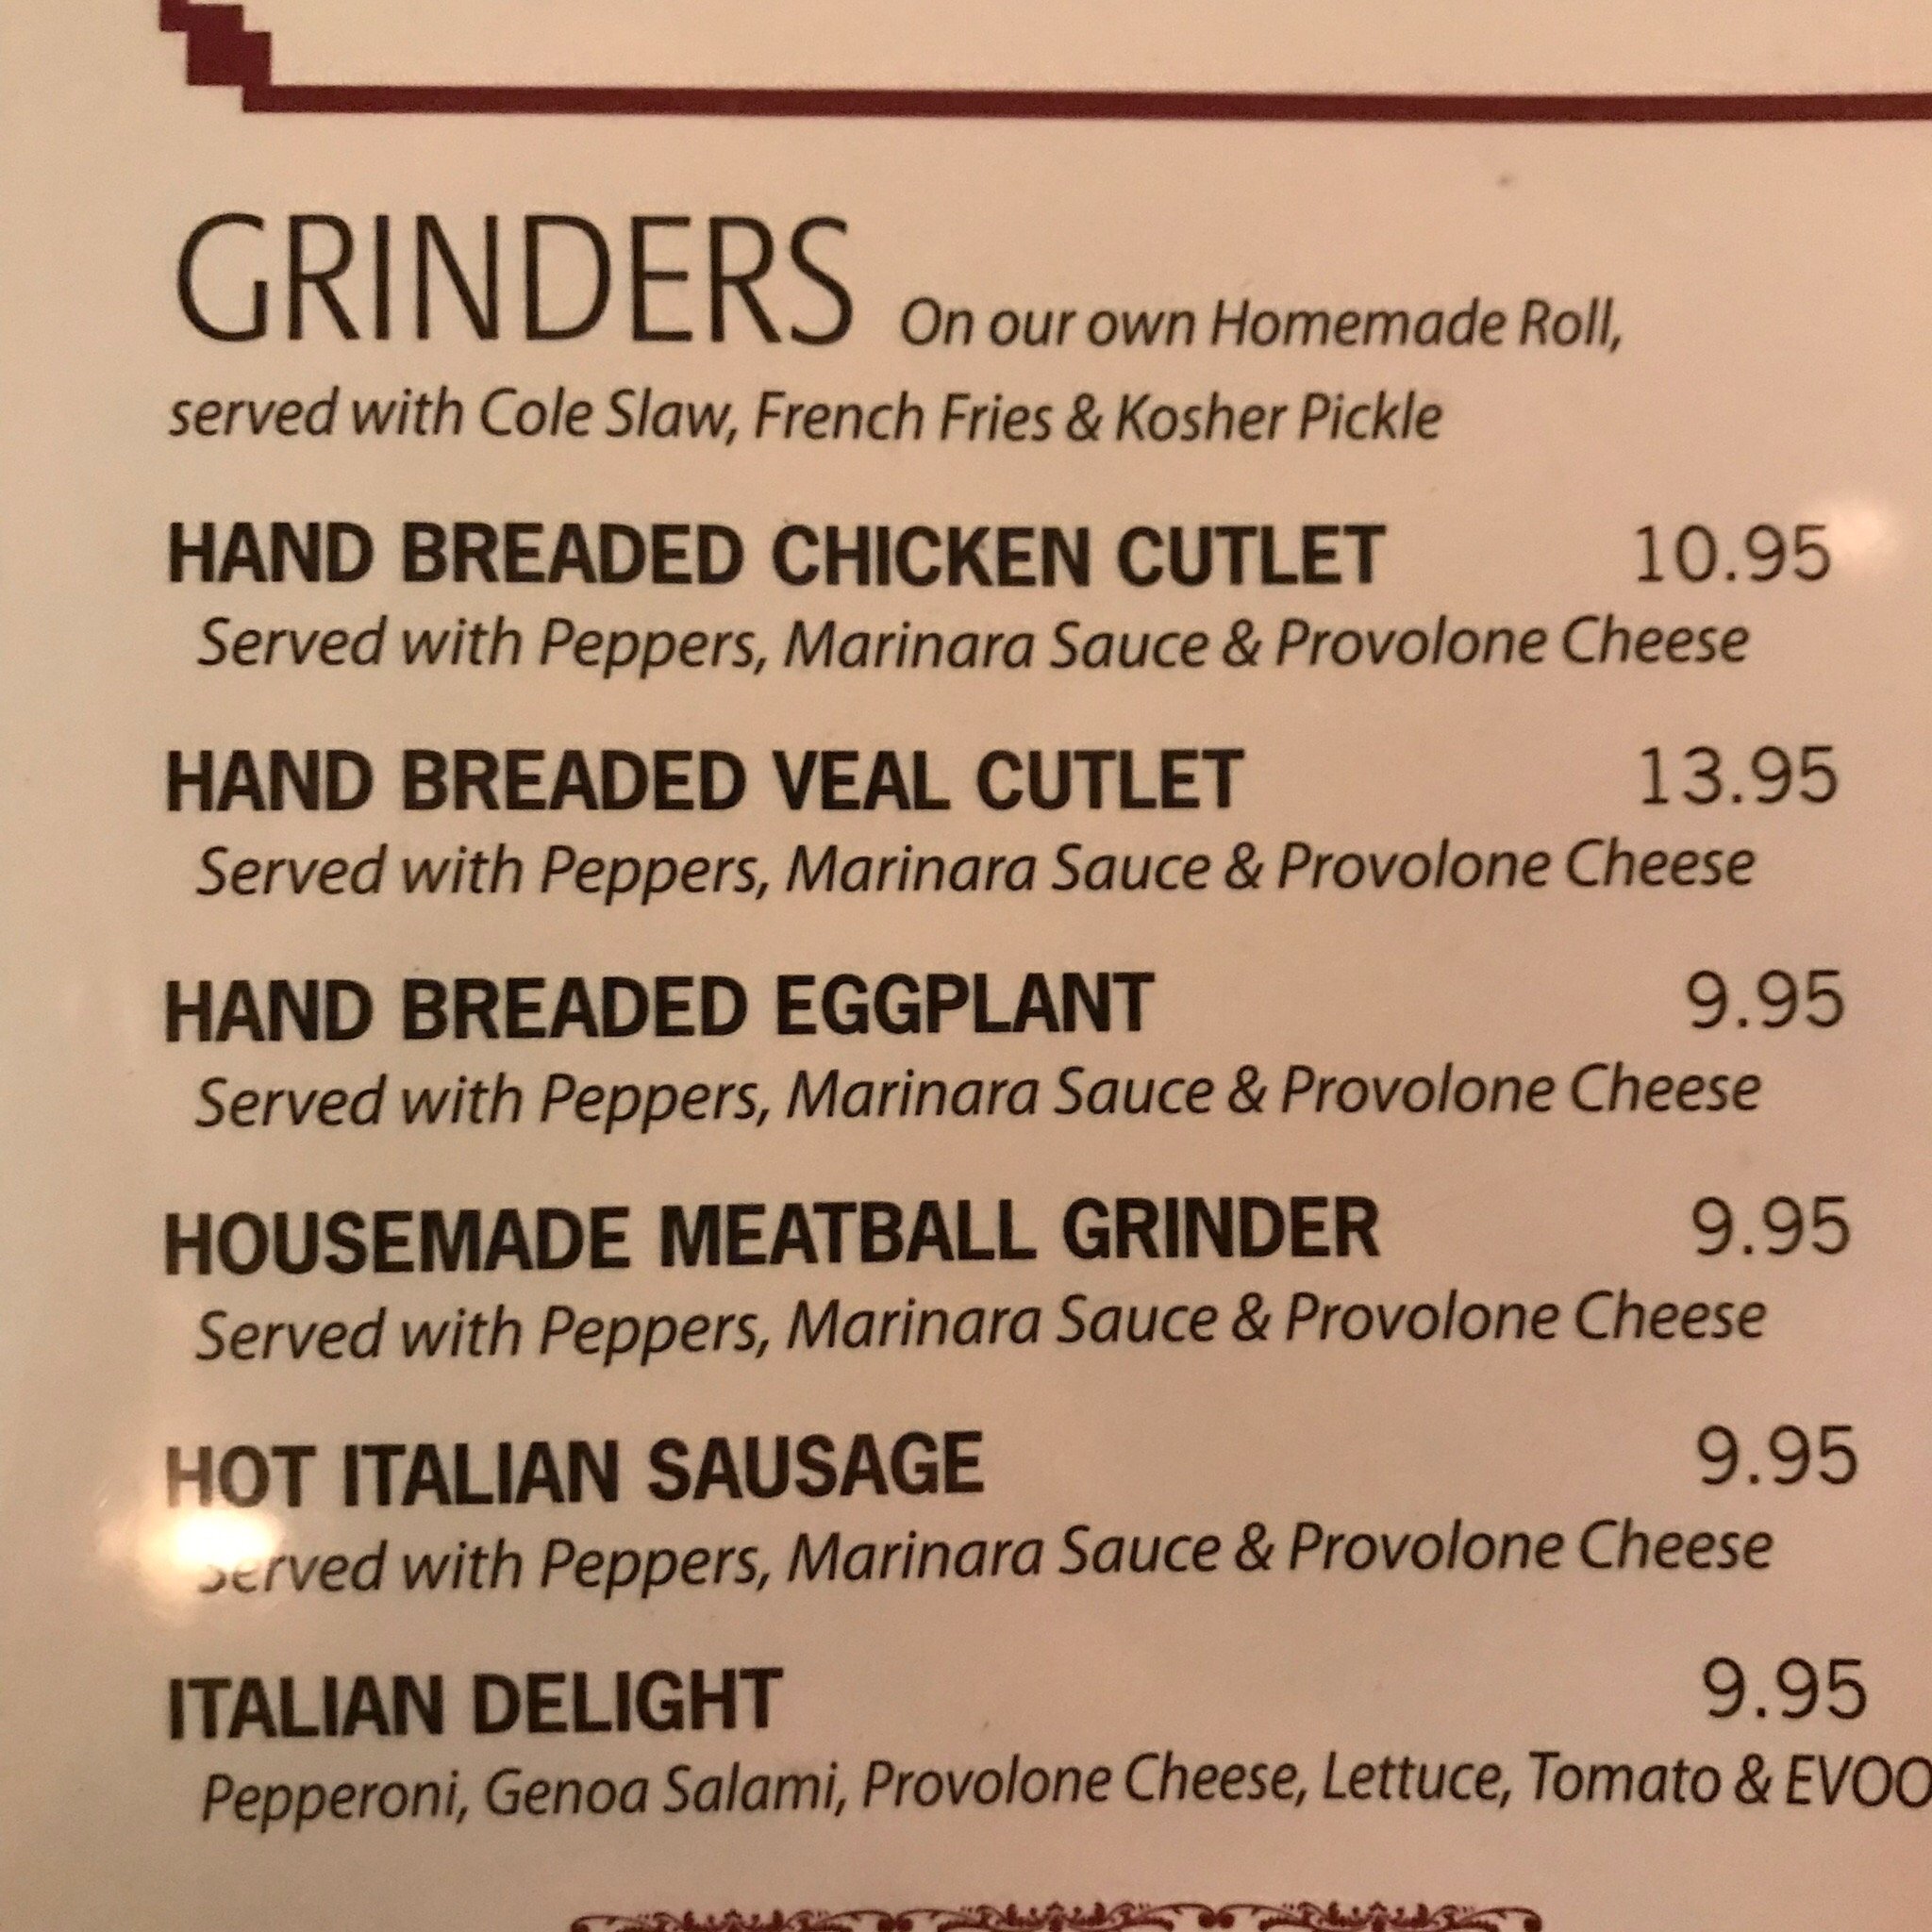 GRINDERS On our own Homemade Roll,
served with Cole Slaw, French Fries & Kosher Pickle
HAND BREADED CHICKEN CUTLET 10.95
Served with Peppers, Marinara Sauce & Provolone Cheese
HAND BREADED VEAL CUTLET 13.95
Served with Peppers, Marinara Sauce & Provolone Cheese
HAND BREADED EGGPLANT 9.95
Served with Peppers, Marinara Sauce & Provolone Cheese
HOUSEMADE MEATBALL GRINDER 9.95
Served with Peppers, Marinara Sauce & Provolone Cheese
HOT ITALIAN SAUSAGE 9.95
Served with Peppers, Marinara Sauce & Provolone Cheese
ITALIAN DELIGHT 9.95
Pepperoni, Genoa Salami, Provolone Cheese, Lettuce, Tomato & EVOO